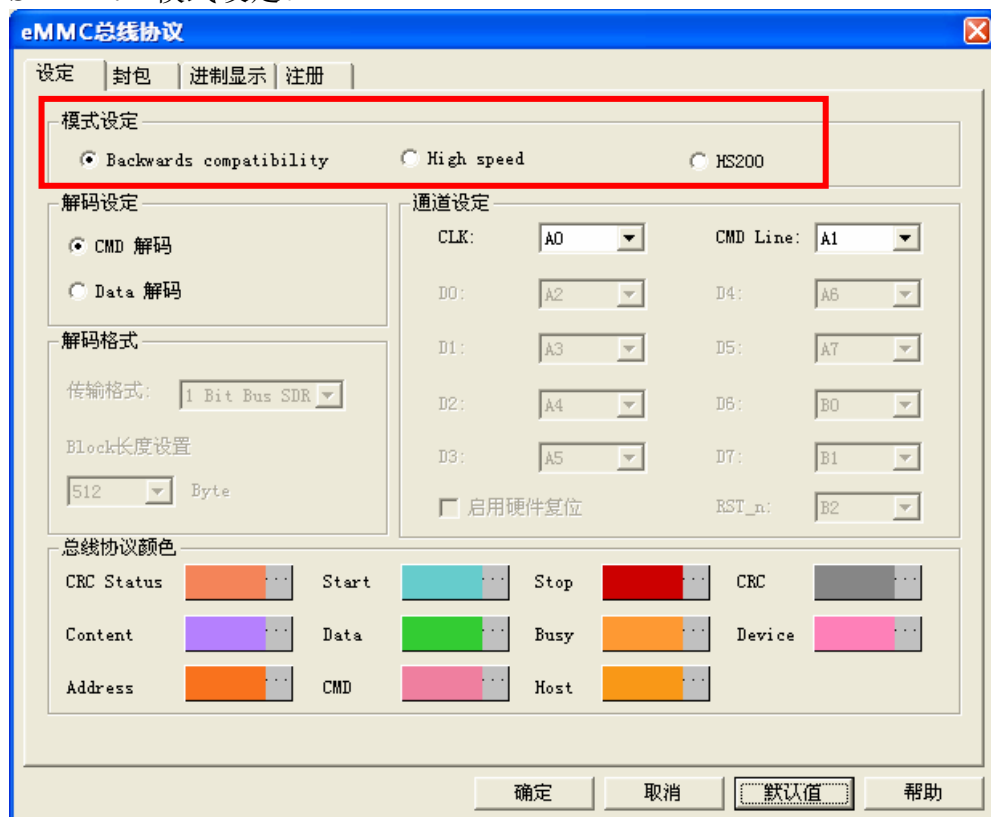 模式设定
eMMC总线协议
设定 封包 进制显示 注册
模式设定
Backwards compatibility High speed HS200
解码设定 通道设定
CMD 解码 CLK: A0 CMD Line: A1
Data 解码 D0: A2 D4: A6
解码格式 D1: A3 D5: A7
传输格式: 1 Bit Bus SDR D2: A4 D6: B0
Block长度设置 D3: A5 D7: B1
512 Byte 启用硬件复位 RST_n: B2
总线协议颜色
CRC Status ... Start ... Stop ... CRC ...
Content ... Data ... Busy ... Device ...
Address ... CMD ... Host ...
确定 取消 默认值 帮助